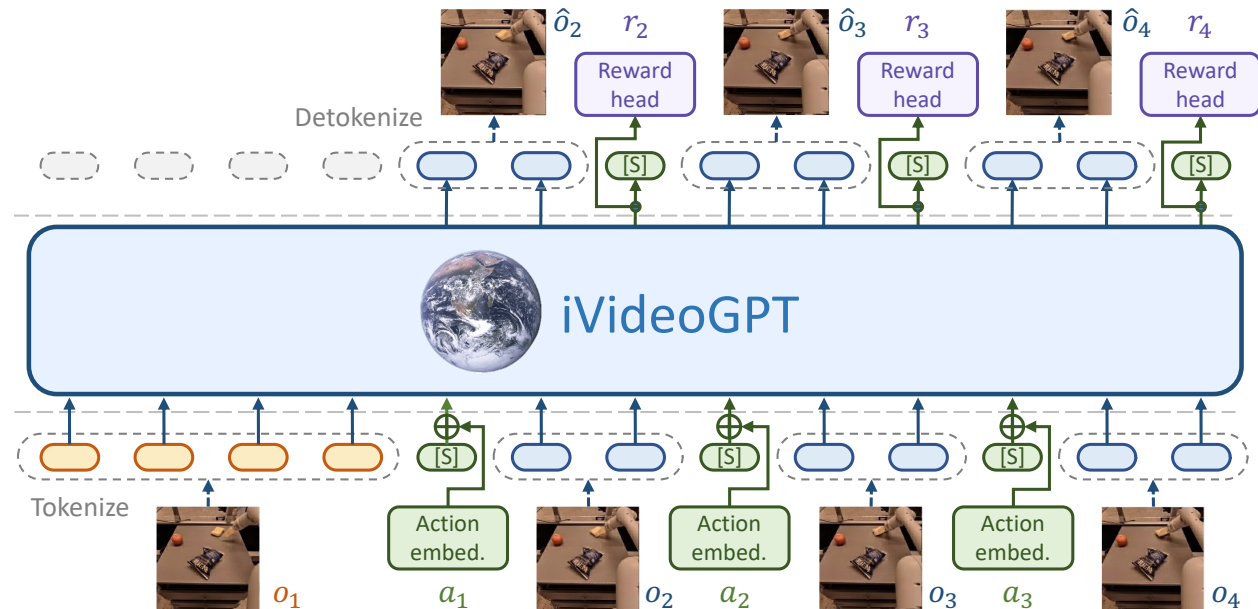 ô₂ r₂ ô₃ r₃ ô₄ r₄
Reward head Reward head Reward head
Detokenize
[S] [S] [S]
iVideoGPT
[S] [S] [S]
Tokenize
Action embed. Action embed. Action embed.
o₁ a₁ o₂ a₂ o₃ a₃ o₄